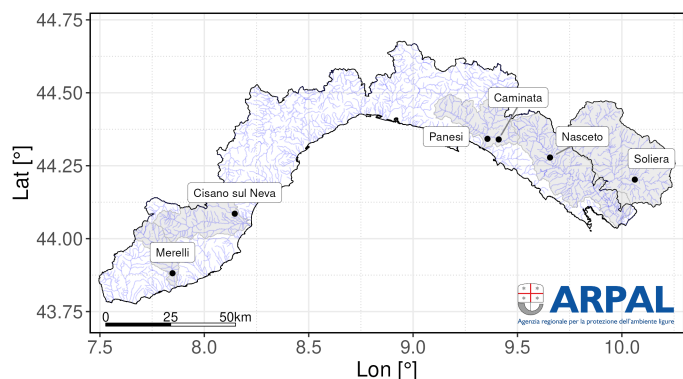 44.75
44.50
44.25
44.00
43.75
Lat [°]
Caminata
Panesi
Nasceto
Soliera
Cisano sul Neva
Merelli
0 25 50km
ARPAL
Agenzia regionale per la protezione dell'ambiente ligure
7.5 8.0 8.5 9.0 9.5 10.0
Lon [°]